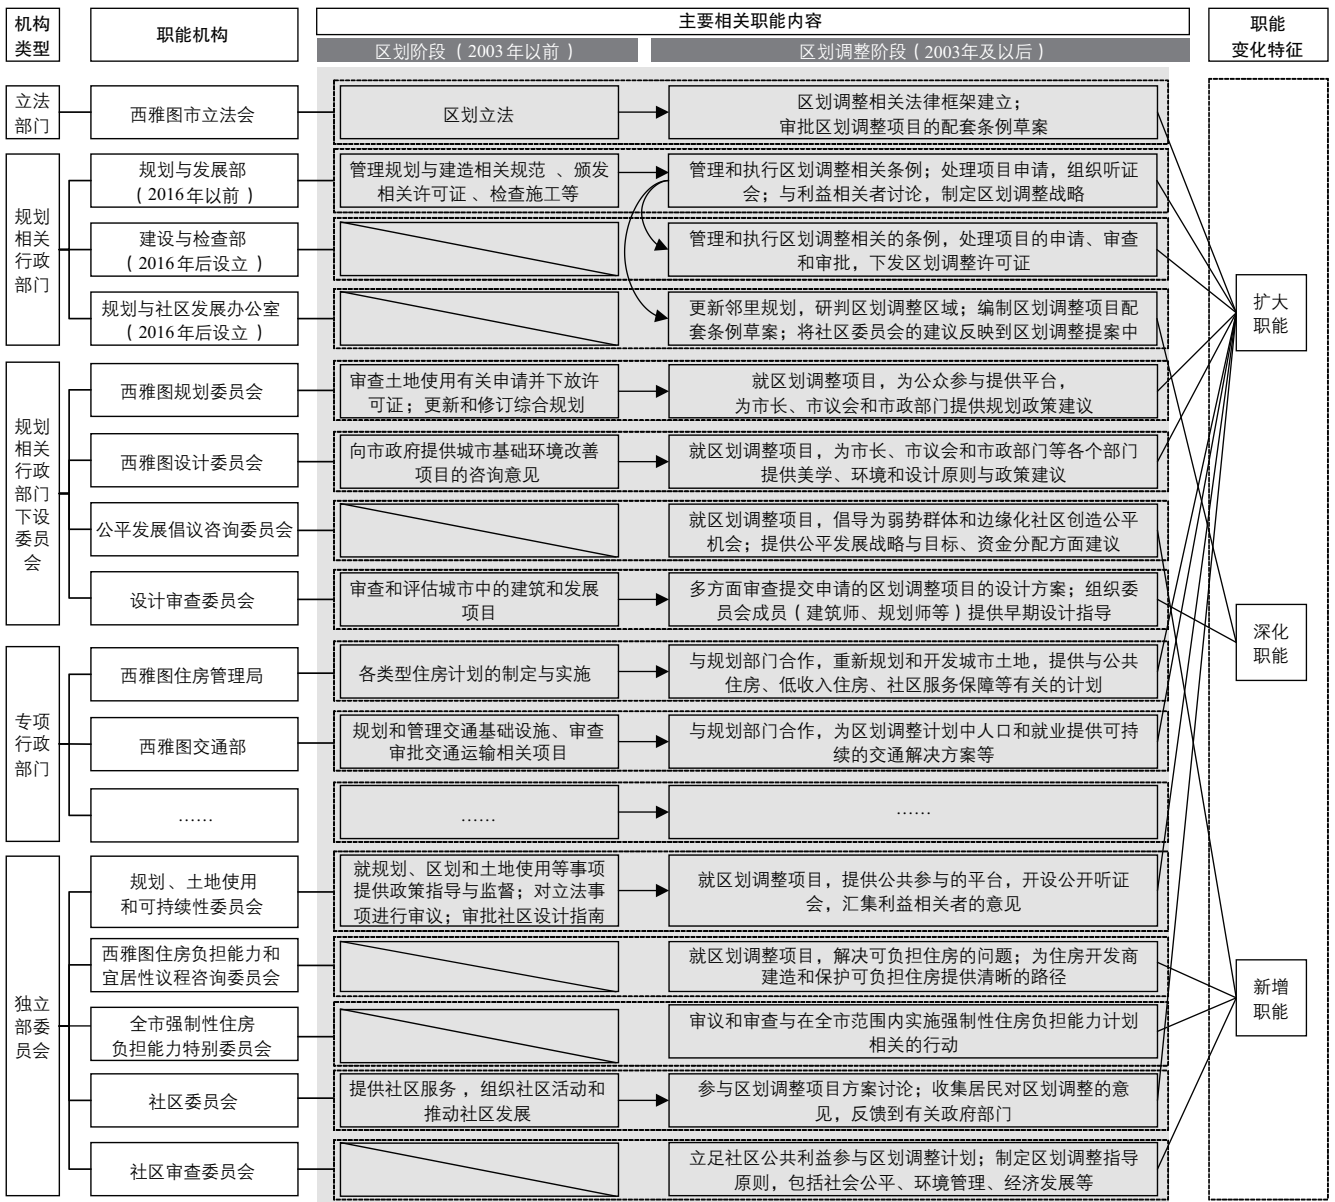 机构
类型
职能机构
主要相关职能内容
区划阶段（2003年以前）
区划调整阶段（2003年及以后）
职能
变化特征
立法
部门
西雅图市立法会
区划立法
区划调整相关法律框架建立；
审批区划调整项目的配套条例草案
规划
相关
行政
部门
规划与发展部
（2016年以前）
管理规划与建造相关规范、颁发
相关许可证、检查施工等
管理和执行区划调整相关条例；处理项目申请，组织听证
会；与利益相关者讨论，制定区划调整战略
建设与检查部
（2016年后设立）
管理和执行区划调整相关的条例，处理项目的申请、审查
和审批，下发区划调整许可证
规划与社区发展办公室
（2016年后设立）
更新邻里规划，研判区划调整区域；编制区划调整项目配
套条例草案；将社区委员会的建议反映到区划调整提案中
扩大
职能
规划
相关
行政
部门
下设
委员
会
西雅图规划委员会
审查土地使用有关申请并下放许
可证；更新和修订综合规划
就区划调整项目，为公众参与提供平台，
为市长、市议会和市政部门提供规划政策建议
西雅图设计委员会
向市政府提供城市基础环境改善
项目的咨询意见
就区划调整项目，为市长、市议会和市政部门等各个部门
提供美学、环境和设计原则与政策建议
公平发展倡议咨询委员会
就区划调整项目，倡导为弱势群体和边缘化社区创造公平
机会；提供公平发展战略与目标、资金分配方面建议
设计审查委员会
审查和评估城市中的建筑和发展
项目
多方面审查提交申请的区划调整项目的设计方案；组织委
员会成员（建筑师、规划师等）提供早期设计指导
深化
职能
专项
行政
部门
西雅图住房管理局
各类型住房计划的制定与实施
与规划部门合作，重新规划和开发城市土地，提供与公共
住房、低收入住房、社区服务保障等有关的计划
西雅图交通部
规划和管理交通基础设施、审查
审批交通运输相关项目
与规划部门合作，为区划调整计划中人口和就业提供可持
续的交通解决方案等
……
……
……
独立
部委
员会
规划、土地使用
和可持续性委员会
就规划、区划和土地使用等事项
提供政策指导与监督；对立法事
项进行审议；审批社区设计指南
就区划调整项目，提供公共参与的平台，开设公开听证
会，汇集利益相关者的意见
西雅图住房负担能力和
宜居性议程咨询委员会
就区划调整项目，解决可负担住房的问题；为住房开发商
建造和保护可负担住房提供清晰的路径
全市强制性住房
负担能力特别委员会
审议和审查与在全市范围内实施强制性住房负担能力计划
相关的行动
新增
职能
社区委员会
提供社区服务，组织社区活动和
推动社区发展
参与区划调整项目方案讨论；收集居民对区划调整的意
见，反馈到有关政府部门
社区审查委员会
立足社区公共利益参与区划调整计划；制定区划调整指导
原则，包括社会公平、环境管理、经济发展等